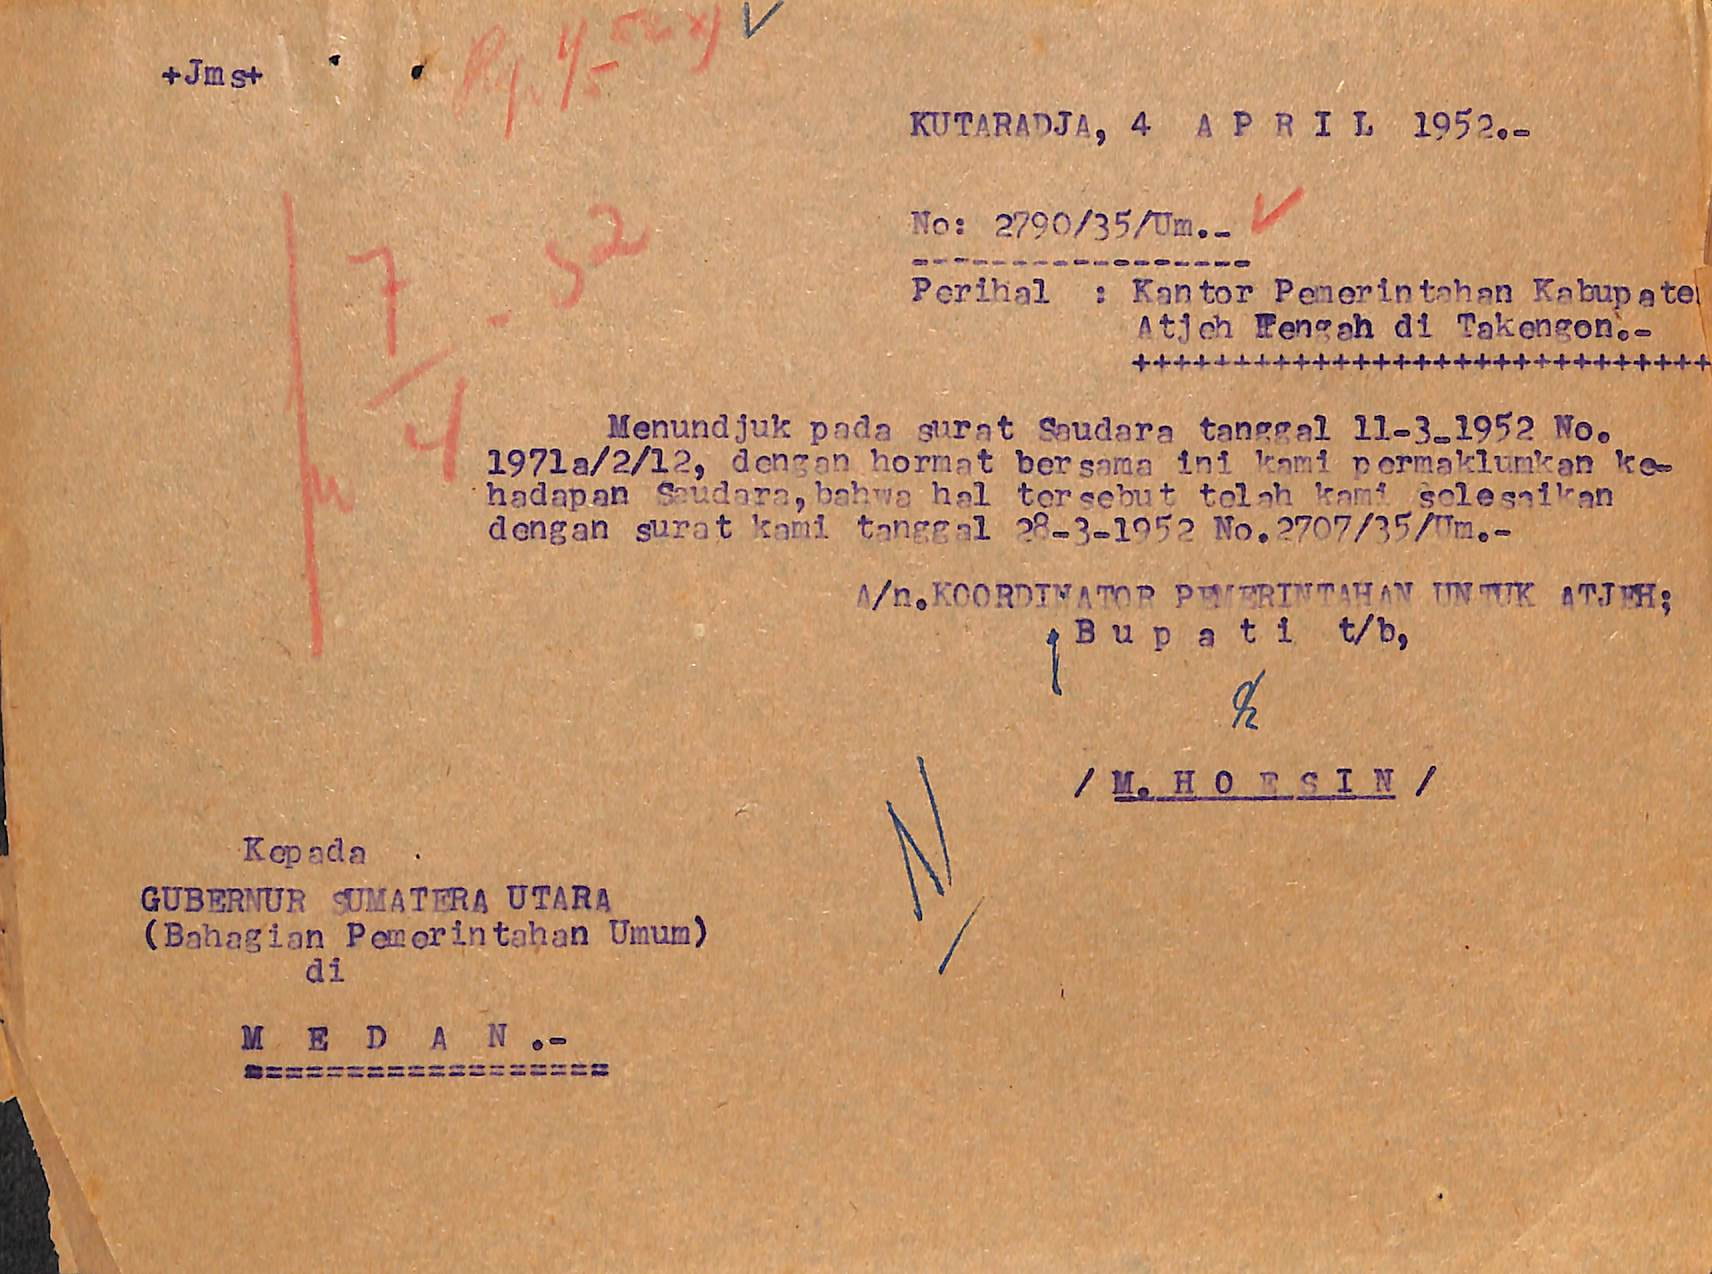 +Jms+
KUTARADJA, 4 A P R I L 1952.-
No: 2790/35/Um.-
-----------------
Perihal : Kantor Pemerintahan Kabupate
Atjeh Tengah di Takengon.-
++++++++++++++++++++++++++++
7/4 - 52
Menundjuk pada surat Saudara tanggal 11-3-1952 No.
1971a/2/12, dengan hormat bersama ini kami permaklumkan ke-
hadapan Saudara, bahwa hal tersebut telah kami selesaikan
dengan surat kami tanggal 28-3-1952 No.2707/35/Um.-
A/n.KOORDINATOR PEMERINTAHAN UNTUK ATJEH;
B u p a t i t/b,
/ M. H O E S I N /
Kepada
GUBERNUR SUMATERA UTARA
(Bahagian Pemerintahan Umum)
di
M E D A N .-
==================